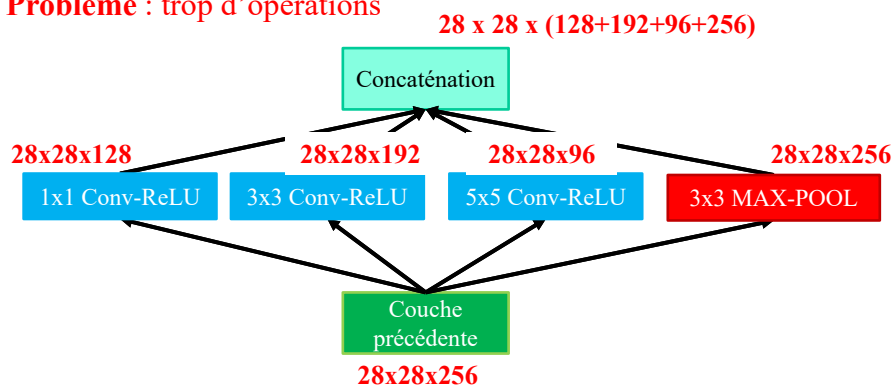 Problème : trop d'opérations
28 x 28 x (128+192+96+256)
Concaténation
28x28x128
28x28x192
28x28x96
28x28x256
1x1 Conv-ReLU
3x3 Conv-ReLU
5x5 Conv-ReLU
3x3 MAX-POOL
Couche
précédente
28x28x256